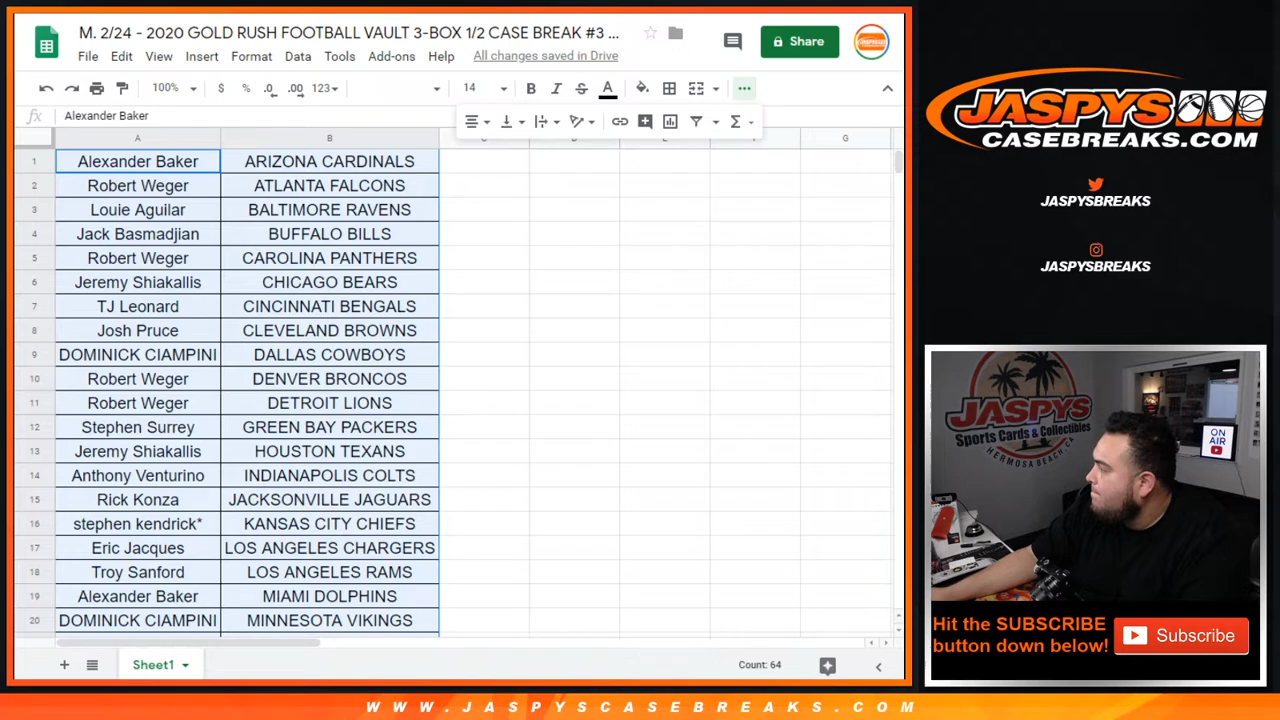 M. 2/24 - 2020 GOLD RUSH FOOTBALL VAULT 3-BOX 1/2 CASE BREAK #3 ...
Share
File Edit View Insert Format Data Tools Add-ons Help All changes saved in Drive
100% $ % .0 .00 123 14 B I S A
fx Alexander Baker
A B C D E F G
1 Alexander Baker ARIZONA CARDINALS
2 Robert Weger ATLANTA FALCONS
3 Louie Aguilar BALTIMORE RAVENS
4 Jack Basmadjian BUFFALO BILLS
5 Robert Weger CAROLINA PANTHERS
6 Jeremy Shiakallis CHICAGO BEARS
7 TJ Leonard CINCINNATI BENGALS
8 Josh Pruce CLEVELAND BROWNS
9 DOMINICK CIAMPINI DALLAS COWBOYS
10 Robert Weger DENVER BRONCOS
11 Robert Weger DETROIT LIONS
12 Stephen Surrey GREEN BAY PACKERS
13 Jeremy Shiakallis HOUSTON TEXANS
14 Anthony Venturino INDIANAPOLIS COLTS
15 Rick Konza JACKSONVILLE JAGUARS
16 stephen kendrick* KANSAS CITY CHIEFS
17 Eric Jacques LOS ANGELES CHARGERS
18 Troy Sanford LOS ANGELES RAMS
19 Alexander Baker MIAMI DOLPHINS
20 DOMINICK CIAMPINI MINNESOTA VIKINGS
Sheet1
Count: 64
JASPYS
CASEBREAKS.COM
JASPYSBREAKS
JASPYSBREAKS
JASPYS
Sports Cards & Collectibles
HERMOSA BEACH, CA
ON
AIR
Hit the SUBSCRIBE
button down below!
Subscribe
WWW.JASPYSCASEBREAKS.COM